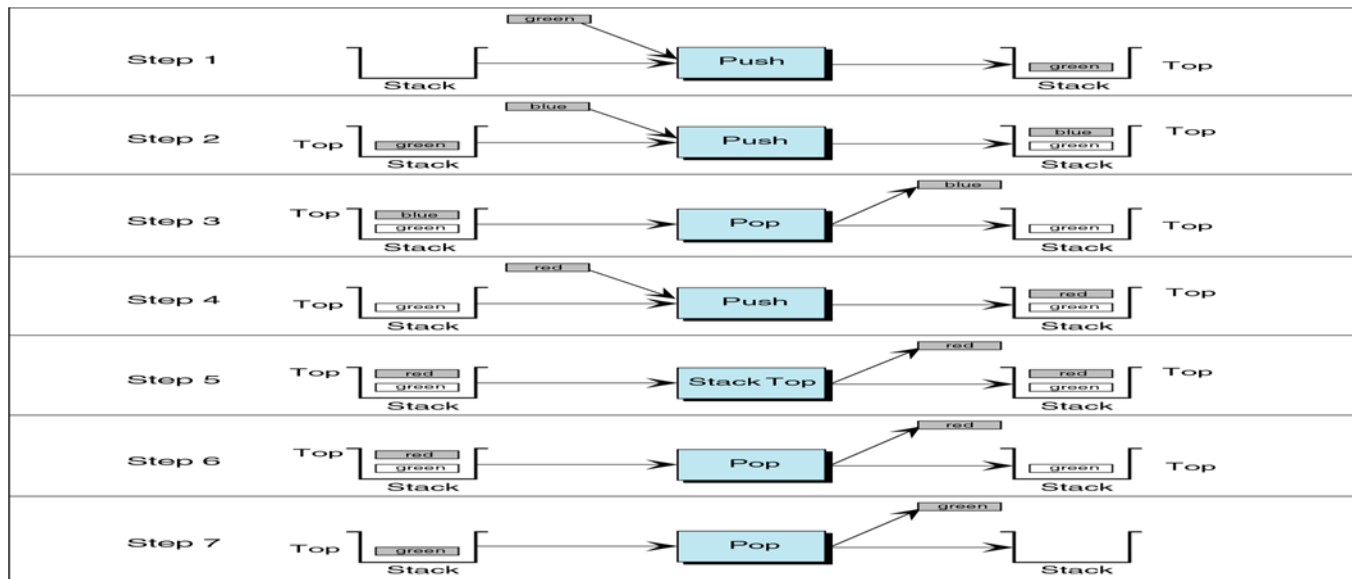 green
Step 1 Push green Top
Stack Stack
blue
Step 2 Top green Push blue Top
green
Stack Stack
blue
Step 3 Top blue Pop
green green Top
Stack Stack
red
Step 4 Top green Push red Top
green
Stack Stack
red
Step 5 Top red Stack Top red Top
green green
Stack Stack
red
Step 6 Top red Pop
green green Top
Stack Stack
green
Step 7 Top green Pop
Stack Stack